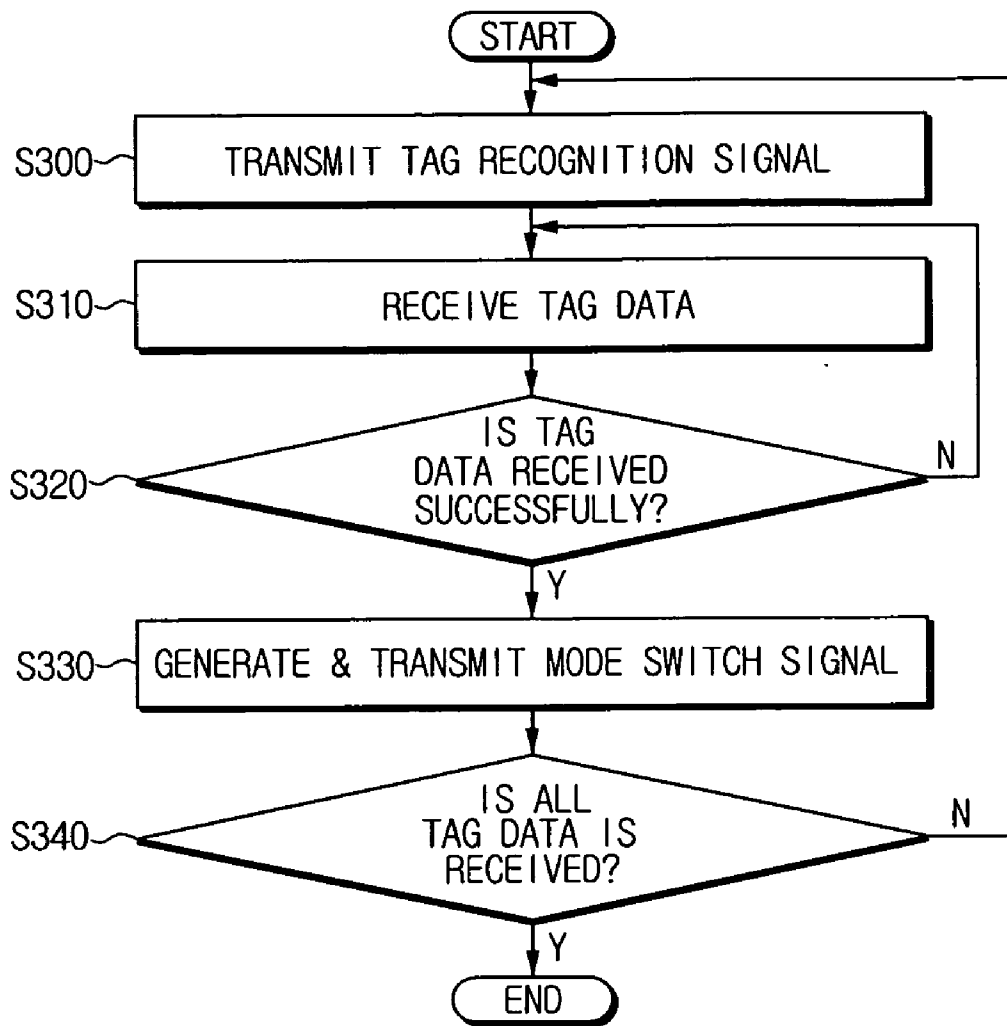 START
S300
TRANSMIT TAG RECOGNITION SIGNAL
S310
RECEIVE TAG DATA
S320
IS TAG
DATA RECEIVED
SUCCESSFULLY?
N
Y
S330
GENERATE & TRANSMIT MODE SWITCH SIGNAL
S340
IS ALL
TAG DATA IS
RECEIVED?
N
Y
END